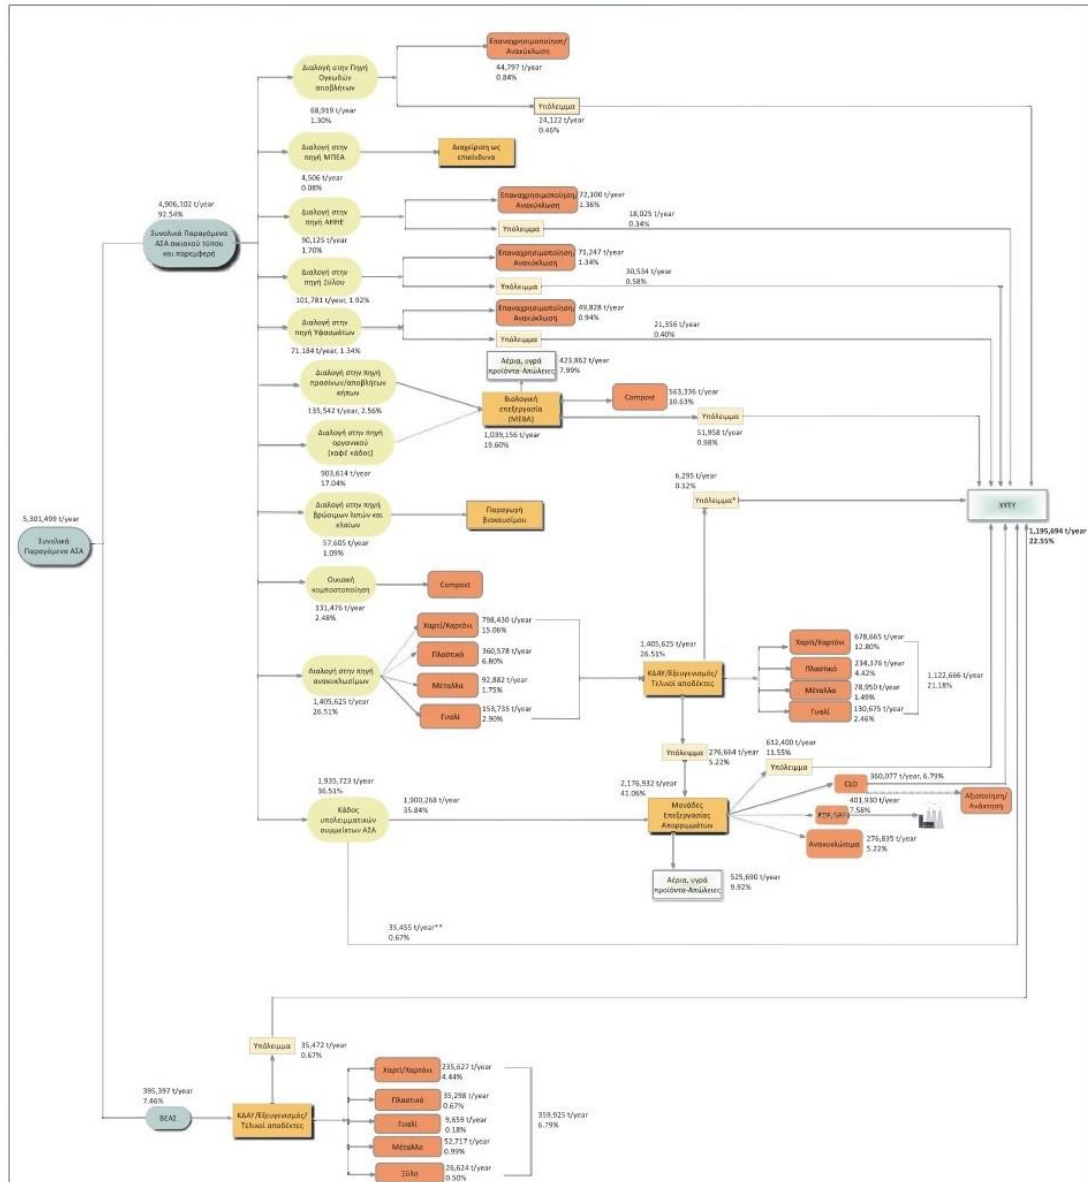 Επαναχρησιμοποίηση/
Ανακύκλωση
44,797 t/year
0.84%
Διαλογή στην Πηγή
Ογκωδών
αποβλήτων
68,919 t/year
1.30%
Υπόλειμμα
24,122 t/year
0.46%
Διαλογή στην
πηγή ΜΠΕΑ
4,506 t/year
0.08%
Διαχείριση ως
επικίνδυνα
4,906,102 t/year
92.54%
Συνολικά Παραγόμενα
ΑΣΑ οικιακού τύπου
και παρεμφερή
Διαλογή στην
πηγή ΑΗΗΕ
90,125 t/year
1.70%
Επαναχρησιμοποίηση/
Ανακύκλωση
72,100 t/year
1.36%
Υπόλειμμα
18,025 t/year
0.34%
Διαλογή στην
πηγή Ξύλου
101,781 t/year, 1.92%
Επαναχρησιμοποίηση/
Ανακύκλωση
71,247 t/year
1.34%
Υπόλειμμα
30,534 t/year
0.58%
Διαλογή στην
πηγή Υφασμάτων
71,184 t/year, 1.34%
Επαναχρησιμοποίηση/
Ανακύκλωση
49,828 t/year
0.94%
Υπόλειμμα
21,356 t/year
0.40%
Αέρια, υγρά
προϊόντα-Απώλειες
423,862 t/year
7.99%
Διαλογή στην πηγή
πρασίνων/αποβλήτων
κήπων
135,542 t/year, 2.56%
Βιολογική
επεξεργασία
(ΜΕΒΑ)
1,039,156 t/year
19.60%
Compost
563,336 t/year
10.63%
Υπόλειμμα
51,958 t/year
0.98%
Διαλογή στην πηγή
οργανικού
(καφέ κάδος)
903,614 t/year
17.04%
6,295 t/year
0.12%
Υπόλειμμα*
ΧΥΤΥ
1,195,694 t/year
22.55%
Διαλογή στην πηγή
βρώσιμων λιπών και
ελαίων
57,605 t/year
1.09%
Παραγωγή
βιοκαυσίμου
5,301,499 t/year
Συνολικά
Παραγόμενα ΑΣΑ
Οικιακή
κομποστοποίηση
131,476 t/year
2.48%
Compost
Διαλογή στην πηγή
ανακυκλωσίμων
1,405,625 t/year
26.51%
Χαρτί/Χαρτόνι
798,430 t/year
15.06%
Πλαστικό
360,578 t/year
6.80%
Μέταλλα
92,882 t/year
1.75%
Γυαλί
153,735 t/year
2.90%
1,405,625 t/year
26.51%
ΚΔΑΥ/Εξευγενισμός/
Τελικοί αποδέκτες
Χαρτί/Χαρτόνι
678,665 t/year
12.80%
Πλαστικό
234,376 t/year
4.42%
Μέταλλα
78,950 t/year
1.49%
Γυαλί
130,675 t/year
2.46%
1,122,666 t/year
21.18%
Υπόλειμμα
276,664 t/year
5.22%
612,400 t/year
11.55%
Υπόλειμμα
1,935,723 t/year
36.51%
Κάδος
υπολειμματικών
συμμείκτων ΑΣΑ
1,900,268 t/year
35.84%
2,176,932 t/year
41.06%
Μονάδες
Επεξεργασίας
Απορριμμάτων
CLO
360,077 t/year, 6.79%
Αξιοποίηση/
Ανάκτηση
RDF/SRF
401,930 t/year
7.58%
Ανακυκλώσιμα
276,835 t/year
5.22%
Αέρια, υγρά
προϊόντα-Απώλειες
525,690 t/year
9.92%
35,455 t/year**
0.67%
Υπόλειμμα
35,472 t/year
0.67%
395,397 t/year
7.46%
ΒΕΑΣ
ΚΔΑΥ/Εξευγενισμός/
Τελικοί αποδέκτες
Χαρτί/Χαρτόνι
235,627 t/year
4.44%
Πλαστικό
35,298 t/year
0.67%
Γυαλί
9,659 t/year
0.18%
Μέταλλο
52,717 t/year
0.99%
Ξύλο
26,624 t/year
0.50%
359,925 t/year
6.79%